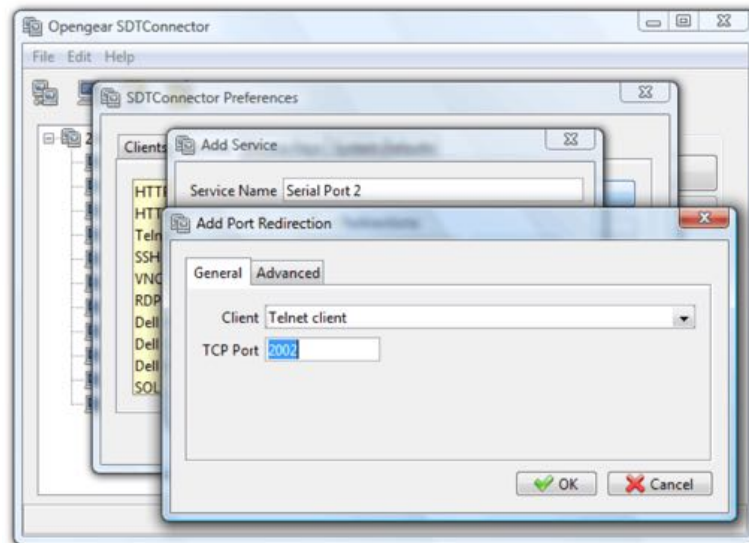 Opengear SDTConnector
File Edit Help
SDTConnector Preferences
2
Clients
Add Service
Service Name Serial Port 2
HTT
HTT
Teln
SSH
VNC
RDP
Dell
Dell
Dell
SOL
Add Port Redirection
General Advanced
Client Telnet client
TCP Port 2002
OK Cancel